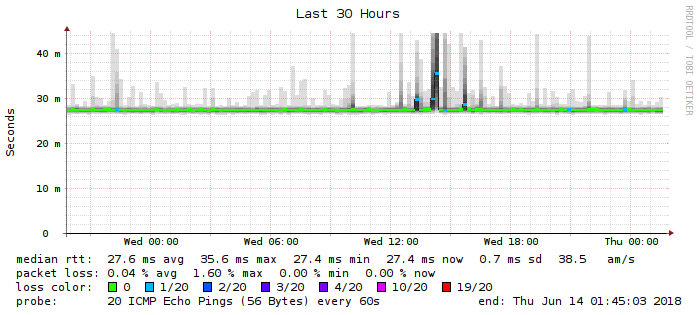 Last 30 Hours
RRDTOOL / TOBI OETIKER
Seconds
40 m
30 m
20 m
10 m
0
Wed 00:00 Wed 06:00 Wed 12:00 Wed 18:00 Thu 00:00
median rtt: 27.6 ms avg 35.6 ms max 27.4 ms min 27.4 ms now 0.7 ms sd 38.5 am/s
packet loss: 0.04 % avg 1.60 % max 0.00 % min 0.00 % now
loss color: 0 1/20 2/20 3/20 4/20 10/20 19/20
probe: 20 ICMP Echo Pings (56 Bytes) every 60s end: Thu Jun 14 01:45:03 2018